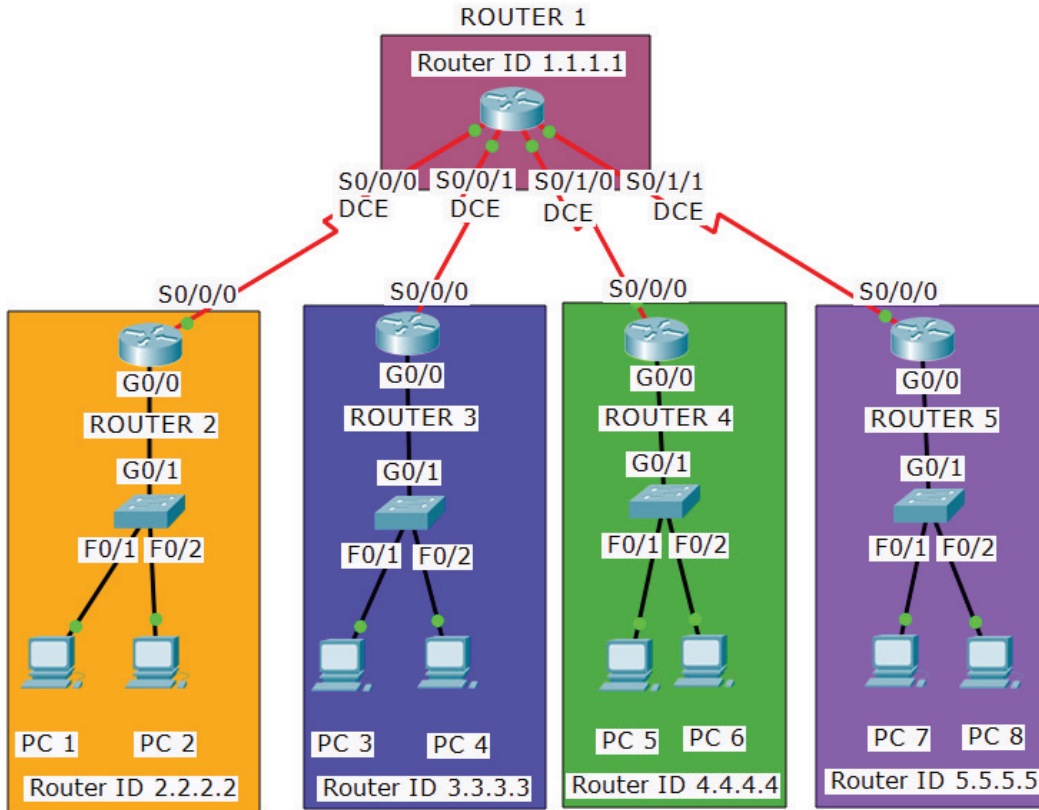 ROUTER 1
Router ID 1.1.1.1
S0/0/0 S0/0/1 S0/1/0 S0/1/1
DCE DCE DCE DCE
S0/0/0 S0/0/0 S0/0/0 S0/0/0
G0/0 G0/0 G0/0 G0/0
ROUTER 2 ROUTER 3 ROUTER 4 ROUTER 5
G0/1 G0/1 G0/1 G0/1
F0/1 F0/2 F0/1 F0/2 F0/1 F0/2 F0/1 F0/2
PC 1 PC 2 PC 3 PC 4 PC 5 PC 6 PC 7 PC 8
Router ID 2.2.2.2 Router ID 3.3.3.3 Router ID 4.4.4.4 Router ID 5.5.5.5